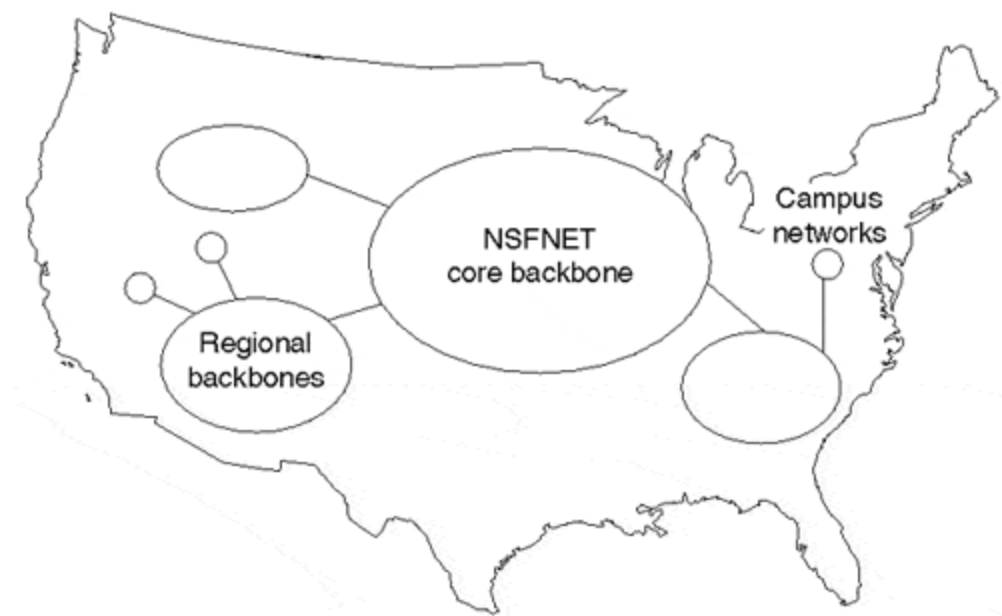 NSFNET
core backbone
Campus
networks
Regional
backbones